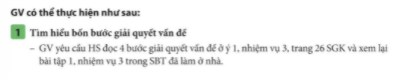 GV có thể thực hiện như sau:
1 Tìm hiểu bốn bước giải quyết vấn đề
– GV yêu cầu HS đọc 4 bước giải quyết vấn đề ở ý 1, nhiệm vụ 3, trang 26 SGK và xem lại
bài tập 1, nhiệm vụ 3 trong SBT đã làm ở nhà.